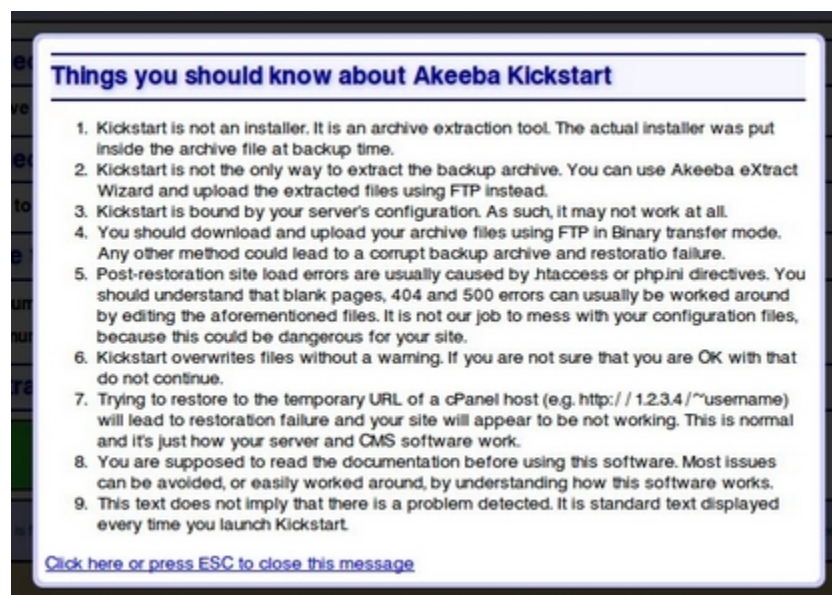 Things you should know about Akeeba Kickstart
1. Kickstart is not an installer. It is an archive extraction tool. The actual installer was put
inside the archive file at backup time.
2. Kickstart is not the only way to extract the backup archive. You can use Akeeba eXtract
Wizard and upload the extracted files using FTP instead.
3. Kickstart is bound by your server's configuration. As such, it may not work at all.
4. You should download and upload your archive files using FTP in Binary transfer mode.
Any other method could lead to a corrupt backup archive and restoratio failure.
5. Post-restoration site load errors are usually caused by .htaccess or php.ini directives. You
should understand that blank pages, 404 and 500 errors can usually be worked around
by editing the aforementioned files. It is not our job to mess with your configuration files,
because this could be dangerous for your site.
6. Kickstart overwrites files without a warning. If you are not sure that you are OK with that
do not continue.
7. Trying to restore to the temporary URL of a cPanel host (e.g. http://1.2.3.4/~username)
will lead to restoration failure and your site will appear to be not working. This is normal
and it's just how your server and CMS software work.
8. You are supposed to read the documentation before using this software. Most issues
can be avoided, or easily worked around, by understanding how this software works.
9. This text does not imply that there is a problem detected. It is standard text displayed
every time you launch Kickstart.
Click here or press ESC to close this message